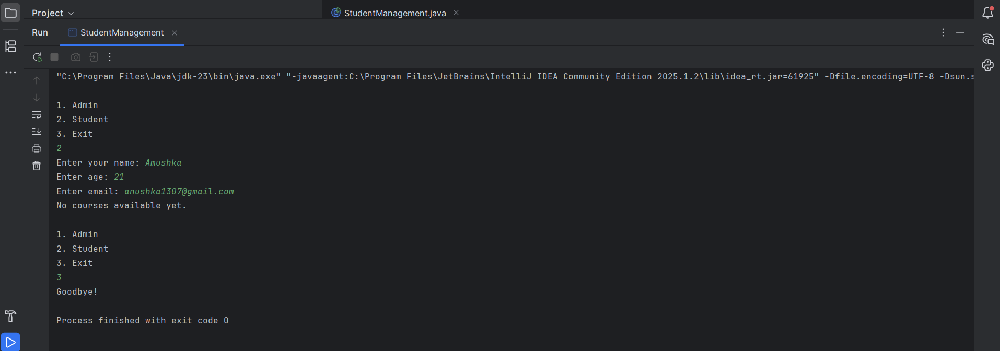 Project
StudentManagement.java
Run
StudentManagement
"C:\Program Files\Java\jdk-23\bin\java.exe" "-javaagent:C:\Program Files\JetBrains\IntelliJ IDEA Community Edition 2025.1.2\lib\idea_rt.jar=61925" -Dfile.encoding=UTF-8 -Dsun.s
1. Admin
2. Student
3. Exit
2
Enter your name: Amushka
Enter age: 21
Enter email: anushka1307@gmail.com
No courses available yet.
1. Admin
2. Student
3. Exit
3
Goodbye!
Process finished with exit code 0